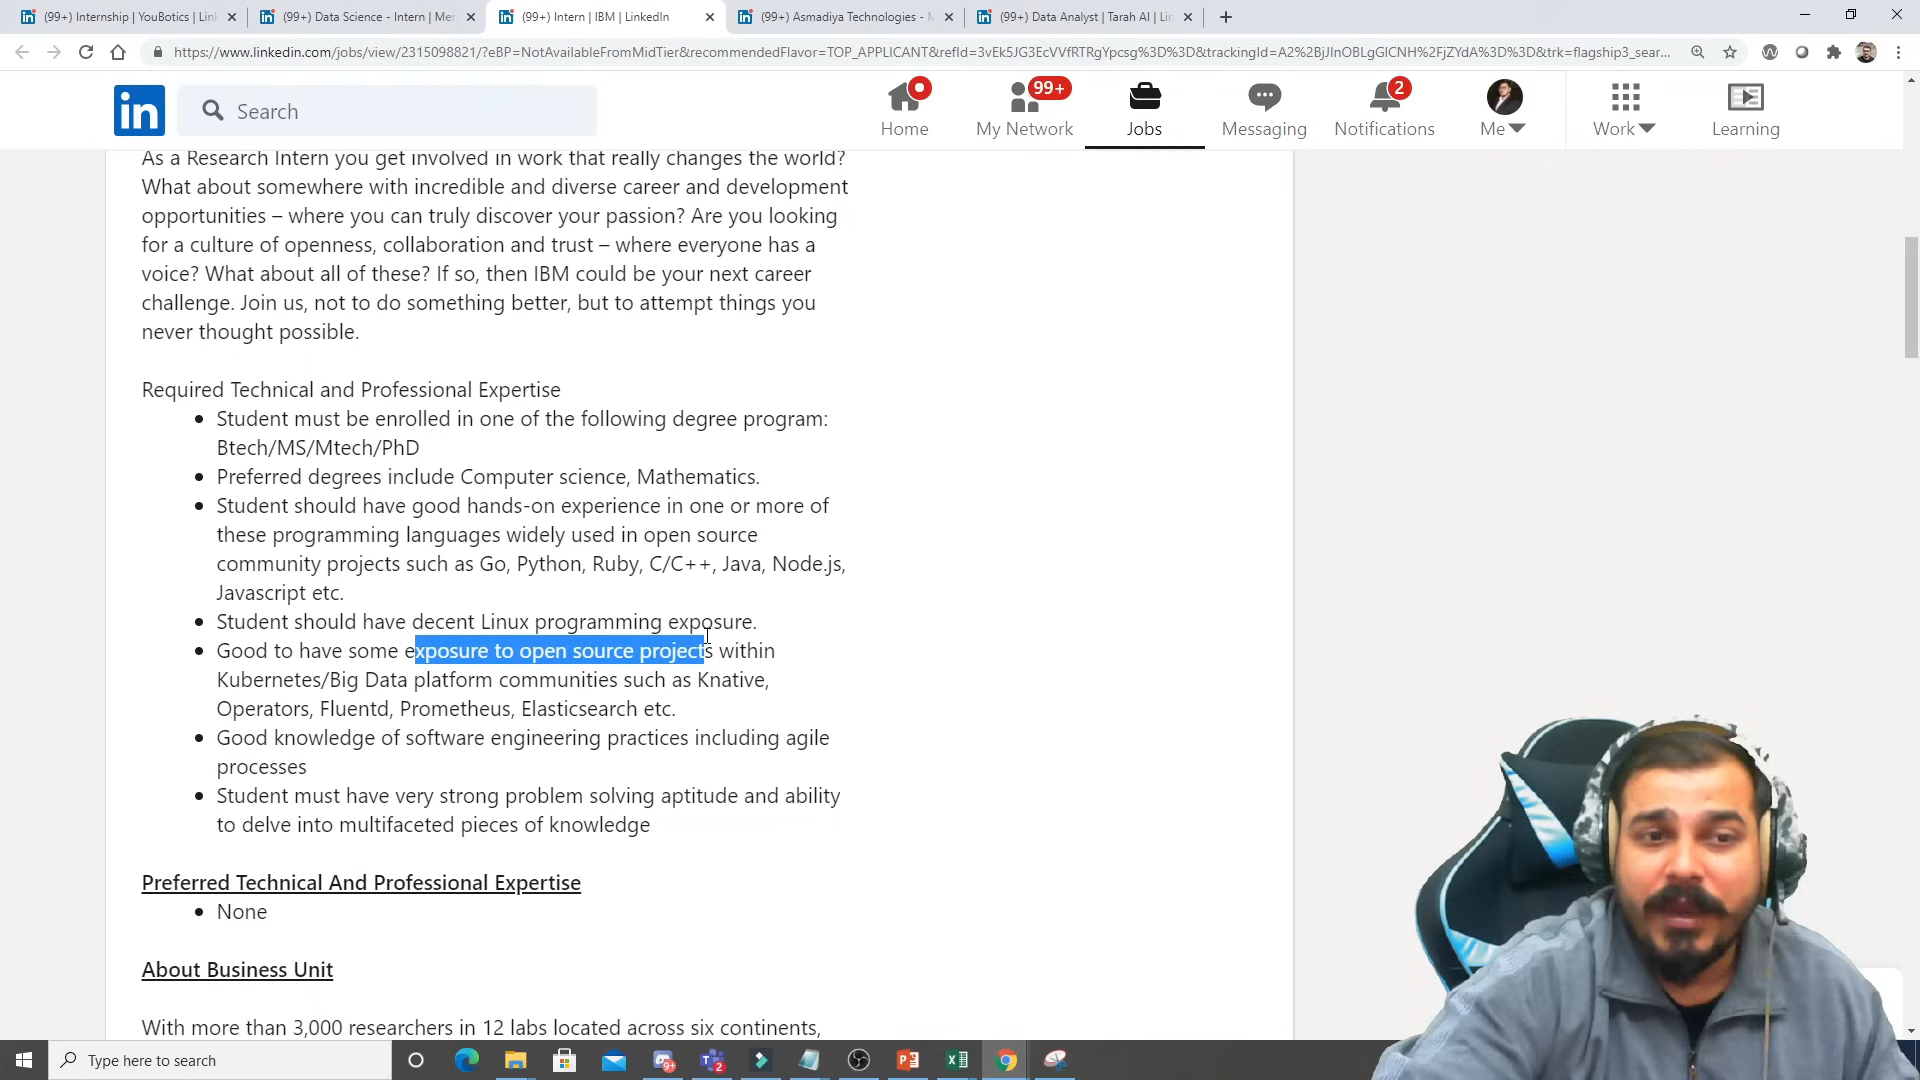 (99+) Internship | YouBotics | Lin
(99+) Data Science - Intern | Mer
(99+) Intern | IBM | LinkedIn
(99+) Asmadiya Technologies - M
(99+) Data Analyst | Tarah AI | Lin
https://www.linkedin.com/jobs/view/2315098821/?eBP=NotAvailableFromMidTier&recommendedFlavor=TOP_APPLICANT&refId=3vEk5JG3EcVVfRTRgYpcsg%3D%3D&trackingId=A2%2BjJInOBLgGlCNH%2FjZYdA%3D%3D&trk=flagship3_sear...
in
Search
99+
2
Home
My Network
Jobs
Messaging
Notifications
Me
Work
Learning
As a Research Intern you get involved in work that really changes the world?
What about somewhere with incredible and diverse career and development
opportunities – where you can truly discover your passion? Are you looking
for a culture of openness, collaboration and trust – where everyone has a
voice? What about all of these? If so, then IBM could be your next career
challenge. Join us, not to do something better, but to attempt things you
never thought possible.
Required Technical and Professional Expertise
• Student must be enrolled in one of the following degree program:
Btech/MS/Mtech/PhD
• Preferred degrees include Computer science, Mathematics.
• Student should have good hands-on experience in one or more of
these programming languages widely used in open source
community projects such as Go, Python, Ruby, C/C++, Java, Node.js,
Javascript etc.
• Student should have decent Linux programming exposure.
• Good to have some exposure to open source projects within
Kubernetes/Big Data platform communities such as Knative,
Operators, Fluentd, Prometheus, Elasticsearch etc.
• Good knowledge of software engineering practices including agile
processes
• Student must have very strong problem solving aptitude and ability
to delve into multifaceted pieces of knowledge
Preferred Technical And Professional Expertise
• None
About Business Unit
With more than 3,000 researchers in 12 labs located across six continents,
Type here to search
9+
2